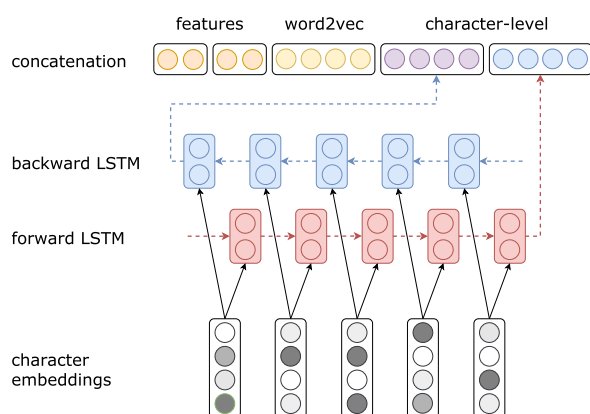 features word2vec character-level
concatenation
backward LSTM
forward LSTM
character
embeddings